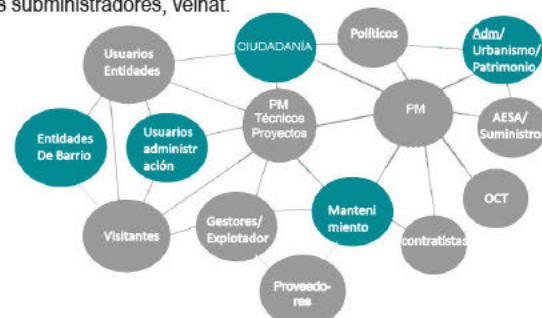 s subministradores, veïnat.
Usuarios
Entidades
CIUDADANÍA
Políticos
Adm/
Urbanismo/
Patrimonio
PM
Técnicos
Proyectos
PM
AESA/
Suministros
Entidades
De Barrio
Usuarios
administr
ación
OCT
Visitantes
Gestores/
Explotador
Manteni
miento
contratistas
Proveedo-
res